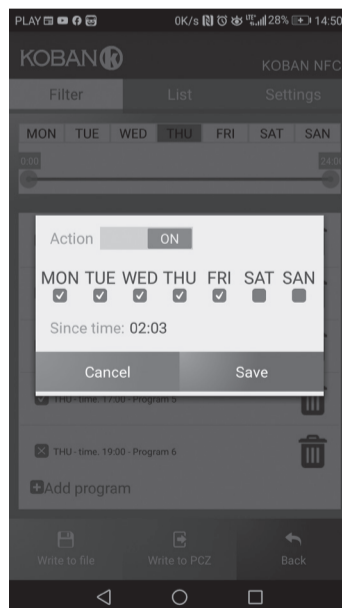 PLAY 0K/s LTE 28% 14:50
KOBAN K
KOBAN NFC
Filter List Settings
MON TUE WED THU FRI SAT SAN
0:00 24:00
Action ON
MON TUE WED THU FRI SAT SAN
Since time: 02:03
Cancel Save
THU - time. 17:00 - Program 5
THU - time. 19:00 - Program 6
Add program
Write to file Write to PCZ Back